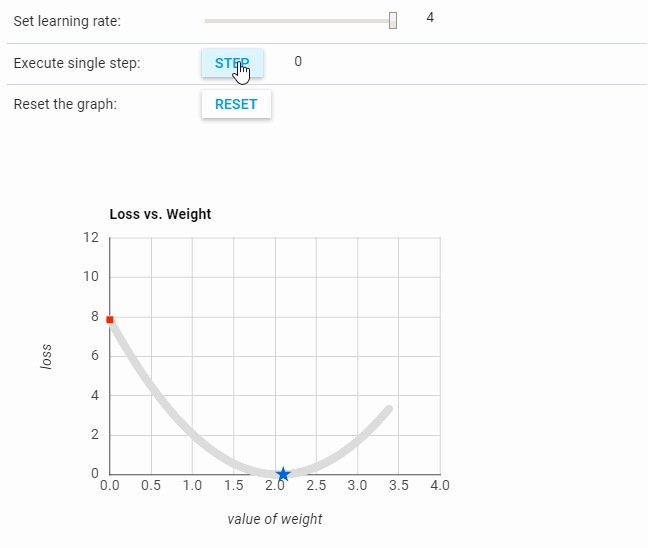 Set learning rate: 4
Execute single step: STEP 0
Reset the graph: RESET
Loss vs. Weight
12
10
8
6
4
2
0
loss
0.0 0.5 1.0 1.5 2.0 2.5 3.0 3.5 4.0
value of weight